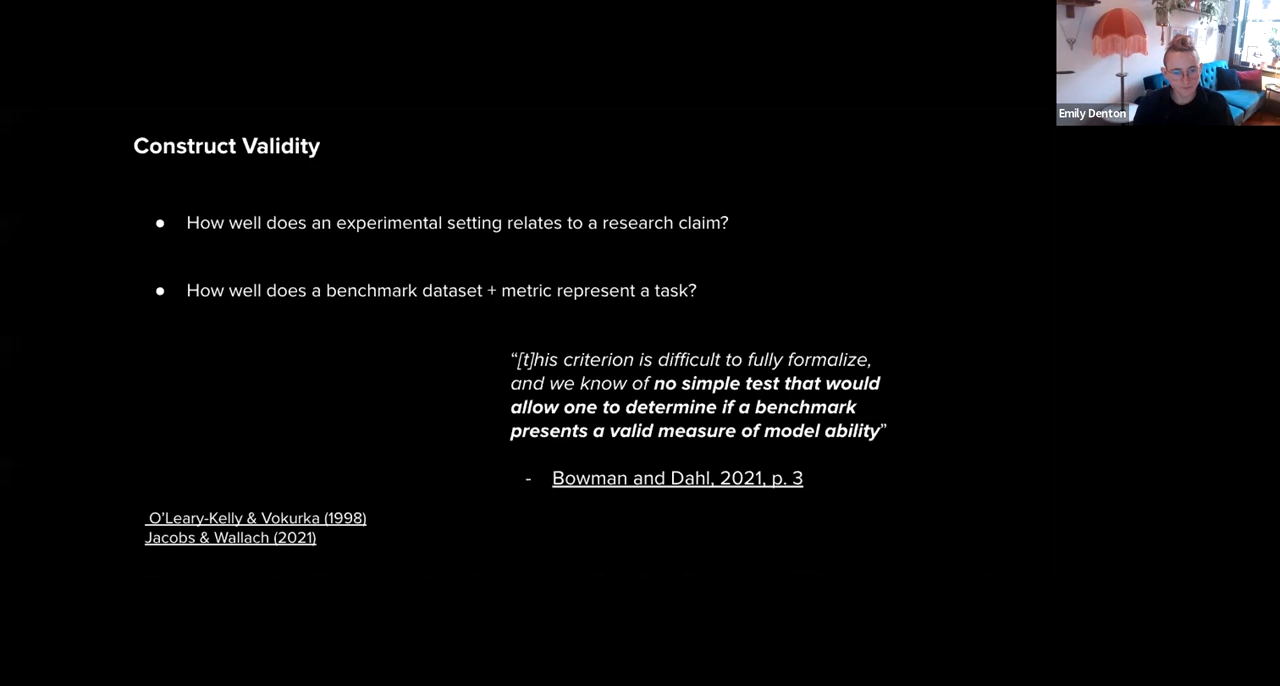 Emily Denton
Construct Validity
● How well does an experimental setting relates to a research claim?
● How well does a benchmark dataset + metric represent a task?
“[t]his criterion is difficult to fully formalize,
and we know of no simple test that would
allow one to determine if a benchmark
presents a valid measure of model ability”
- Bowman and Dahl, 2021, p. 3
O’Leary-Kelly & Vokurka (1998)
Jacobs & Wallach (2021)